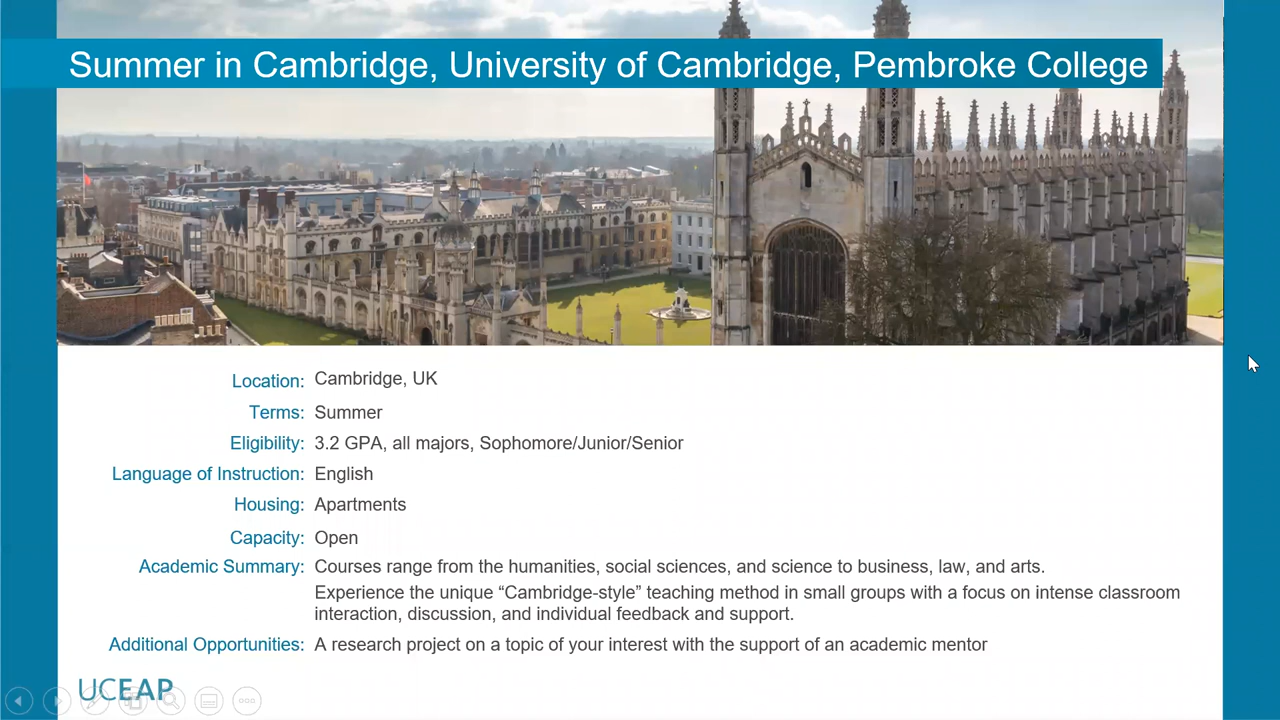 Summer in Cambridge, University of Cambridge, Pembroke College
Location: Cambridge, UK
Terms: Summer
Eligibility: 3.2 GPA, all majors, Sophomore/Junior/Senior
Language of Instruction: English
Housing: Apartments
Capacity: Open
Academic Summary: Courses range from the humanities, social sciences, and science to business, law, and arts.
Experience the unique “Cambridge-style” teaching method in small groups with a focus on intense classroom
interaction, discussion, and individual feedback and support.
Additional Opportunities: A research project on a topic of your interest with the support of an academic mentor
UCEAP